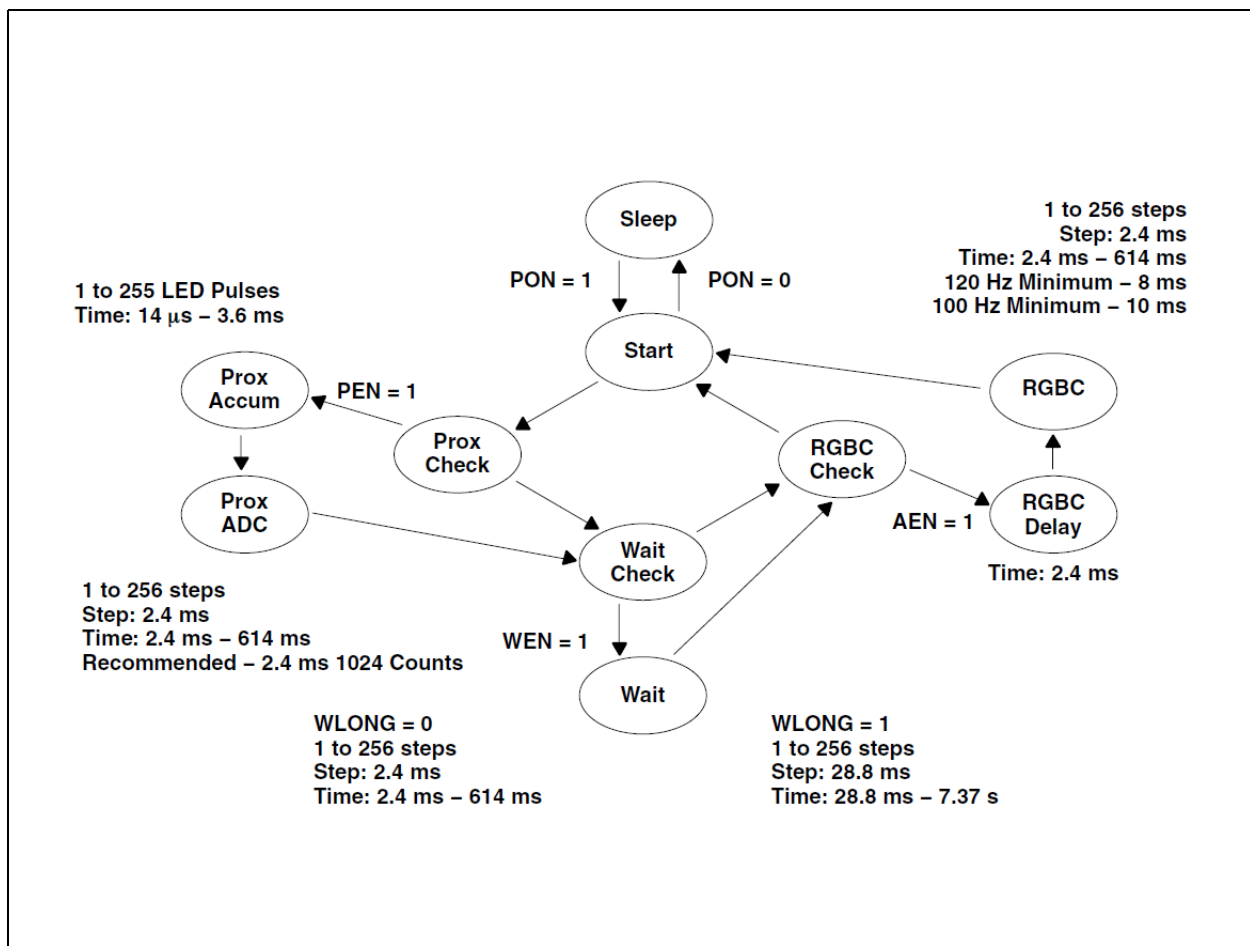 Sleep
PON = 1
PON = 0
1 to 256 steps
Step: 2.4 ms
Time: 2.4 ms – 614 ms
120 Hz Minimum – 8 ms
100 Hz Minimum – 10 ms
1 to 255 LED Pulses
Time: 14 μs – 3.6 ms
Start
Prox
Accum
PEN = 1
RGBC
Prox
Check
RGBC
Check
Prox
ADC
AEN = 1
RGBC
Delay
Time: 2.4 ms
Wait
Check
1 to 256 steps
Step: 2.4 ms
Time: 2.4 ms – 614 ms
Recommended – 2.4 ms 1024 Counts
WEN = 1
Wait
WLONG = 0
1 to 256 steps
Step: 2.4 ms
Time: 2.4 ms – 614 ms
WLONG = 1
1 to 256 steps
Step: 28.8 ms
Time: 28.8 ms – 7.37 s